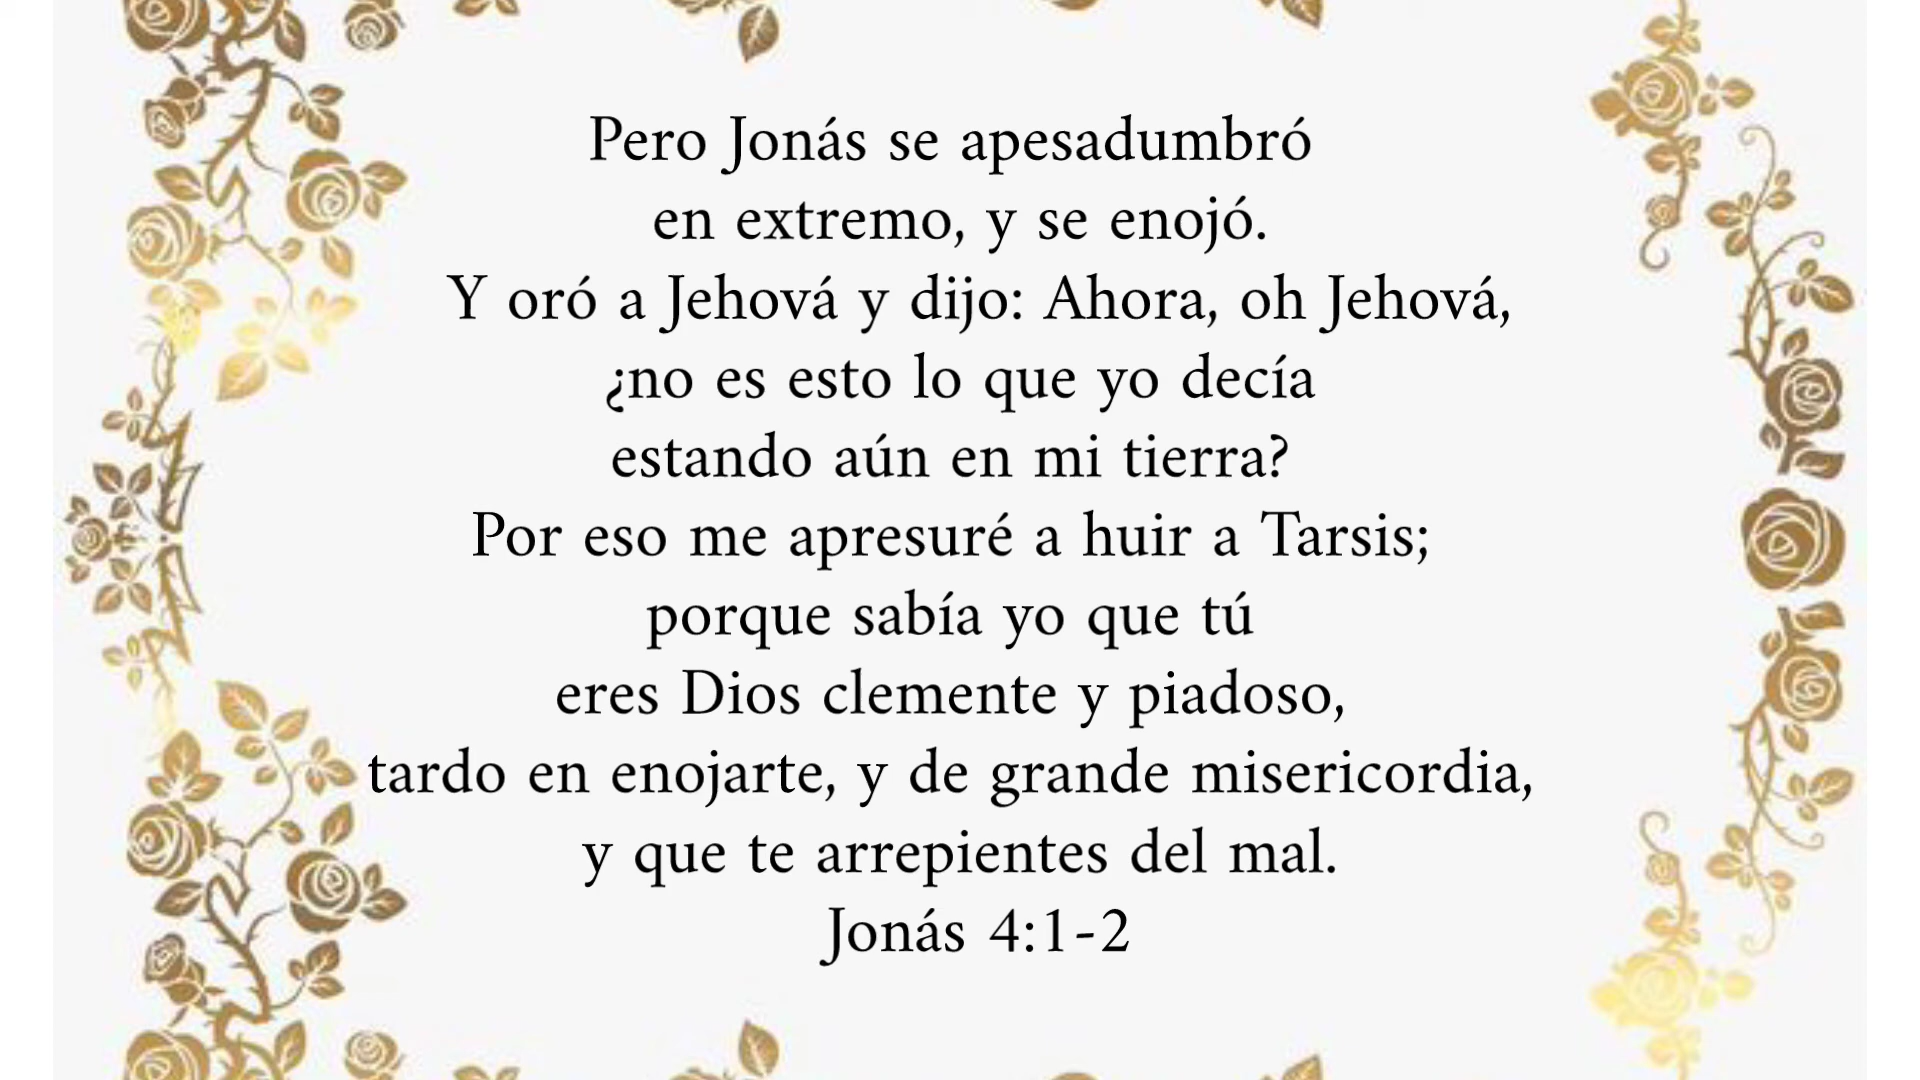 Pero Jonás se apesadumbró
en extremo, y se enojó.
Y oró a Jehová y dijo: Ahora, oh Jehová,
¿no es esto lo que yo decía
estando aún en mi tierra?
Por eso me apresuré a huir a Tarsis;
porque sabía yo que tú
eres Dios clemente y piadoso,
tardo en enojarte, y de grande misericordia,
y que te arrepientes del mal.
Jonás 4:1-2